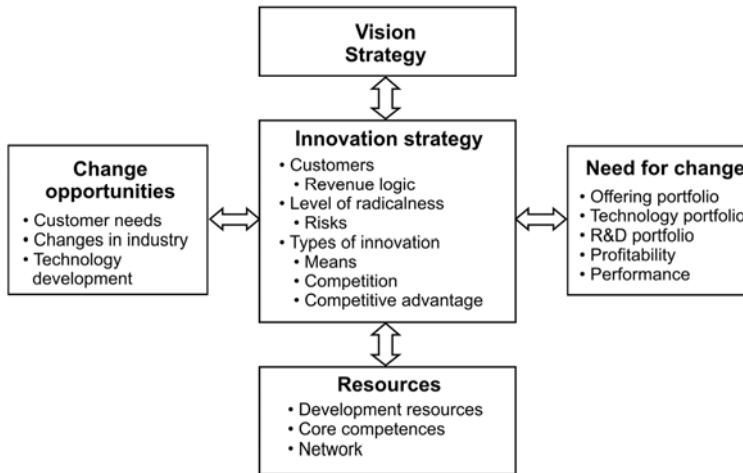 Vision
Strategy
Innovation strategy
• Customers
• Revenue logic
• Level of radicalness
• Risks
• Types of innovation
• Means
• Competition
• Competitive advantage
Change
opportunities
• Customer needs
• Changes in industry
• Technology
development
Need for change
• Offering portfolio
• Technology portfolio
• R&D portfolio
• Profitability
• Performance
Resources
• Development resources
• Core competences
• Network